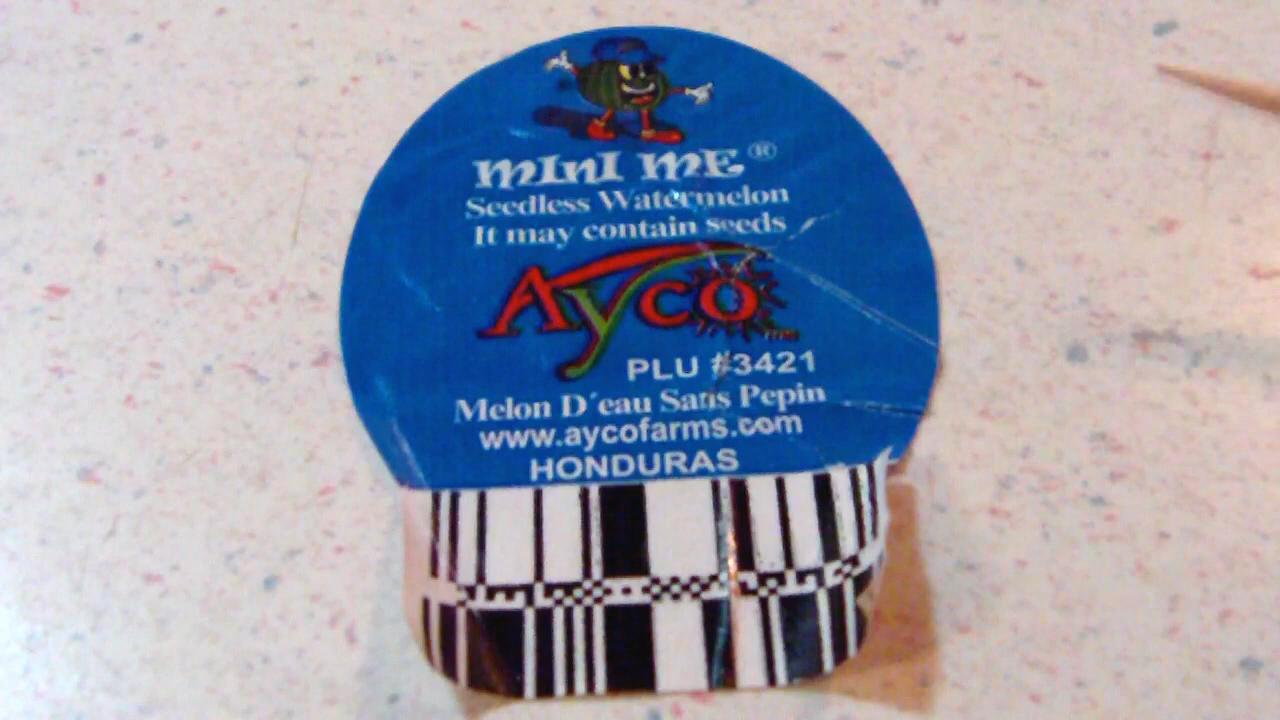 mInI mE®
Seedless Watermelon
It may contain seeds
Ayco
PLU #3421
Melon D´eau Sans Pepin
www.aycofarms.com
HONDURAS